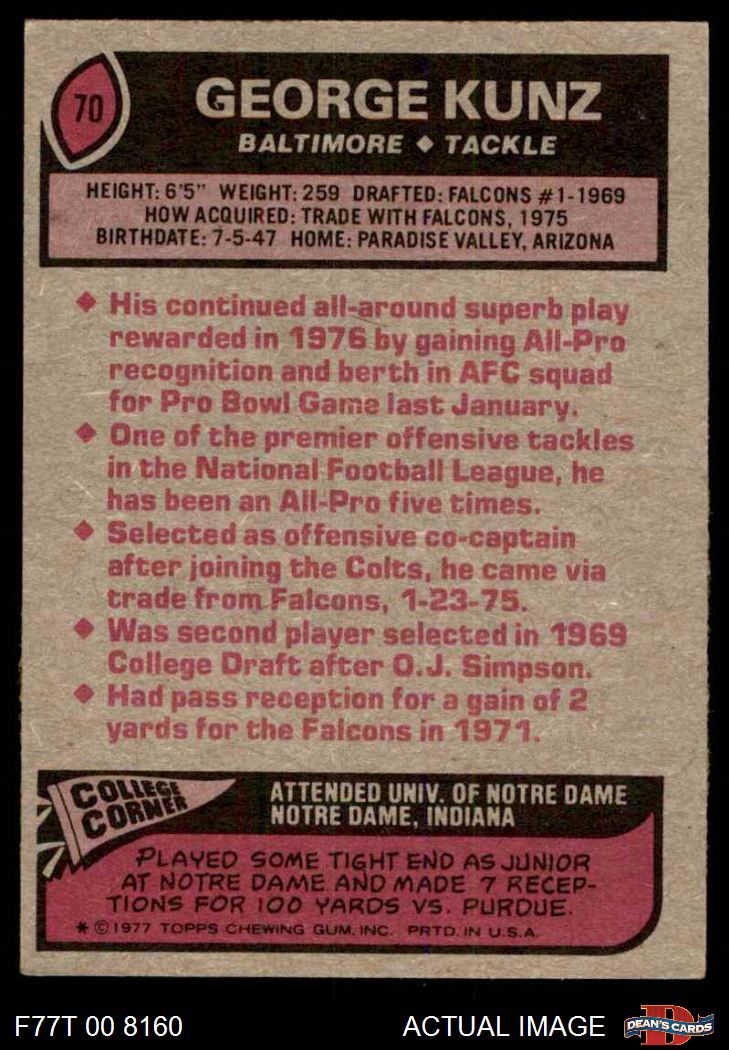 70
GEORGE KUNZ
BALTIMORE ◆ TACKLE
HEIGHT: 6'5" WEIGHT: 259 DRAFTED: FALCONS #1-1969
HOW ACQUIRED: TRADE WITH FALCONS, 1975
BIRTHDATE: 7-5-47 HOME: PARADISE VALLEY, ARIZONA
◆ His continued all-around superb play
rewarded in 1976 by gaining All-Pro
recognition and berth in AFC squad
for Pro Bowl Game last January.
◆ One of the premier offensive tackles
in the National Football League, he
has been an All-Pro five times.
◆ Selected as offensive co-captain
after joining the Colts, he came via
trade from Falcons, 1-23-75.
◆ Was second player selected in 1969
College Draft after O.J. Simpson.
◆ Had pass reception for a gain of 2
yards for the Falcons in 1971.
COLLEGE
CORNER
ATTENDED UNIV. OF NOTRE DAME
NOTRE DAME, INDIANA
PLAYED SOME TIGHT END AS JUNIOR
AT NOTRE DAME AND MADE 7 RECEP-
TIONS FOR 100 YARDS VS. PURDUE.
* © 1977 TOPPS CHEWING GUM, INC. PRTD. IN U.S.A.
F77T 00 8160
ACTUAL IMAGE
D
DEAN'S CARDS